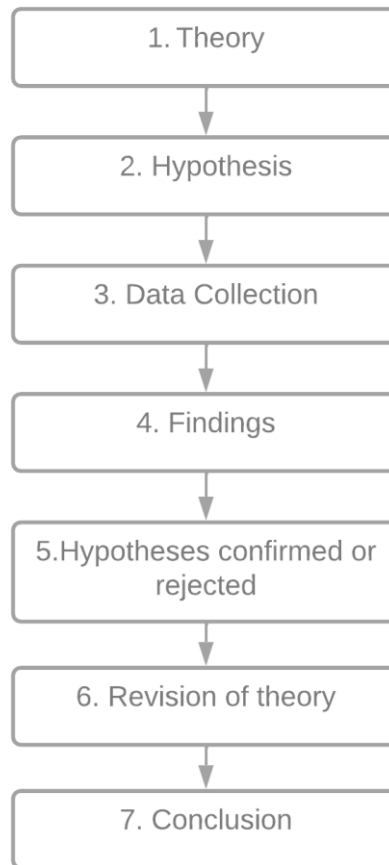 1. Theory
2. Hypothesis
3. Data Collection
4. Findings
5.Hypotheses confirmed or
rejected
6. Revision of theory
7. Conclusion